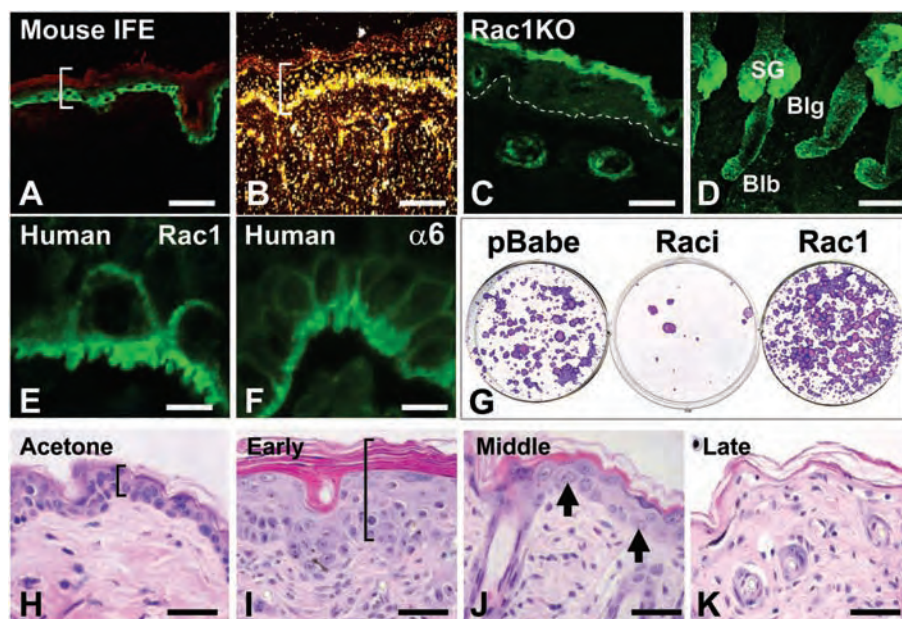 Mouse IFE
A
B
Rac1KO
C
SG
Blg
Blb
D
Human Rac1
E
Human α6
F
pBabe Raci Rac1
G
Acetone
H
Early
I
Middle
J
Late
K